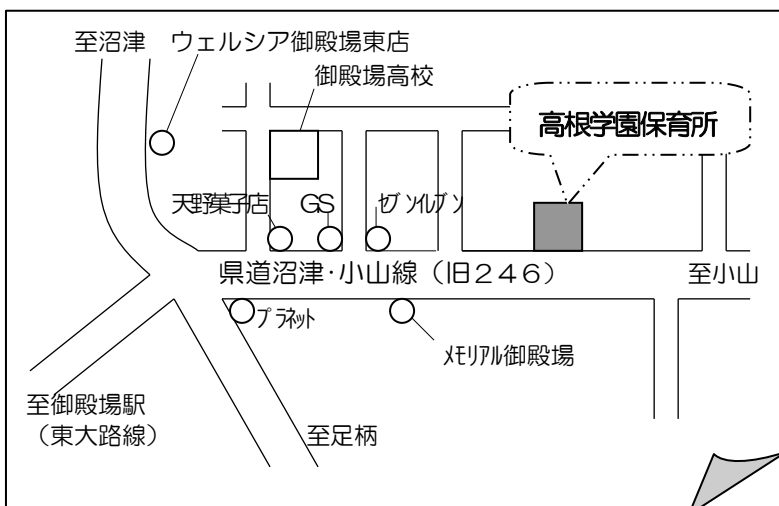 至沼津
ウェルシア御殿場東店
御殿場高校
高根学園保育所
天野菓子店
GS
セブンイレブン
県道沼津・小山線（旧２４６）
至小山
プラネット
メモリアル御殿場
至御殿場駅
（東大路線）
至足柄